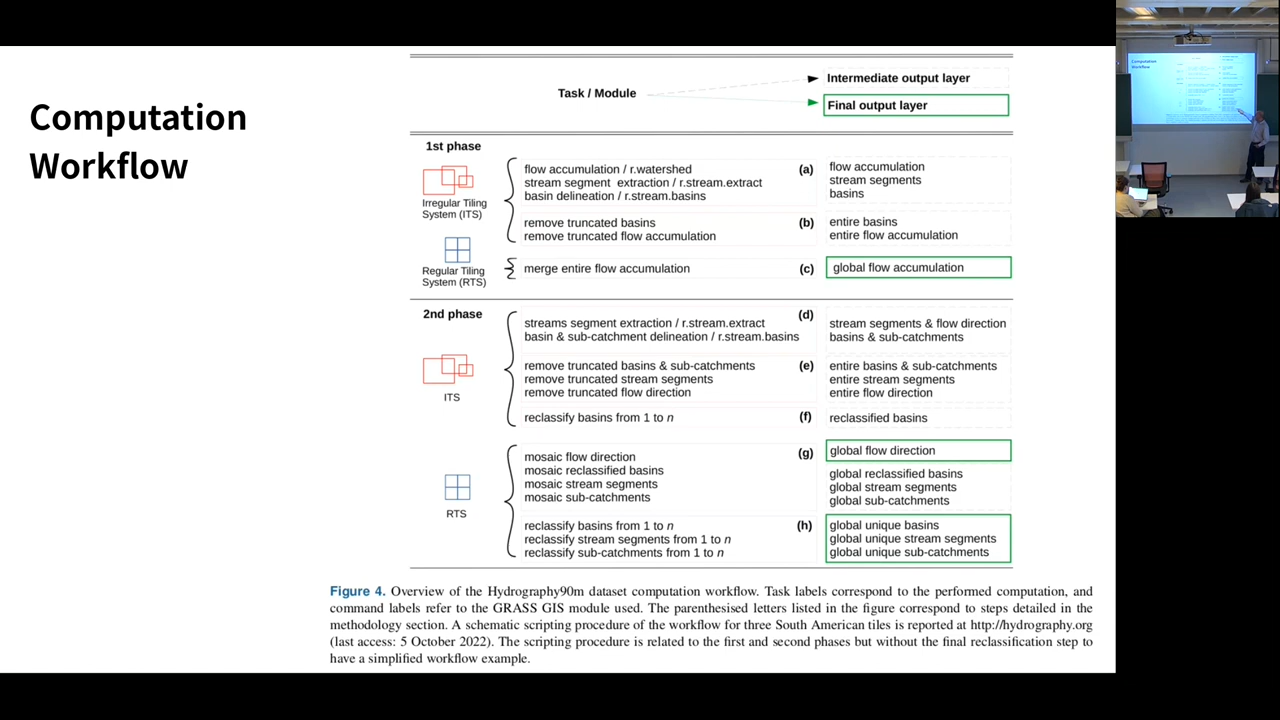 Computation
Workflow
Task / Module
Intermediate output layer
Final output layer
1st phase
Irregular Tiling
System (ITS)
flow accumulation / r.watershed
stream segment extraction / r.stream.extract
basin delineation / r.stream.basins
(a)
flow accumulation
stream segments
basins
remove truncated basins
remove truncated flow accumulation
(b)
entire basins
entire flow accumulation
Regular Tiling
System (RTS)
merge entire flow accumulation
(c)
global flow accumulation
2nd phase
ITS
streams segment extraction / r.stream.extract
basin & sub-catchment delineation / r.stream.basins
(d)
stream segments & flow direction
basins & sub-catchments
remove truncated basins & sub-catchments
remove truncated stream segments
remove truncated flow direction
(e)
entire basins & sub-catchments
entire stream segments
entire flow direction
reclassify basins from 1 to n
(f)
reclassified basins
RTS
mosaic flow direction
mosaic reclassified basins
mosaic stream segments
mosaic sub-catchments
(g)
global flow direction
global reclassified basins
global stream segments
global sub-catchments
reclassify basins from 1 to n
reclassify stream segments from 1 to n
reclassify sub-catchments from 1 to n
(h)
global unique basins
global unique stream segments
global unique sub-catchments
Figure 4. Overview of the Hydrography90m dataset computation workflow. Task labels correspond to the performed computation, and
command labels refer to the GRASS GIS module used. The parenthesised letters listed in the figure correspond to steps detailed in the
methodology section. A schematic scripting procedure of the workflow for three South American tiles is reported at http://hydrography.org
(last access: 5 October 2022). The scripting procedure is related to the first and second phases but without the final reclassification step to
have a simplified workflow example.
Computation
Workflow